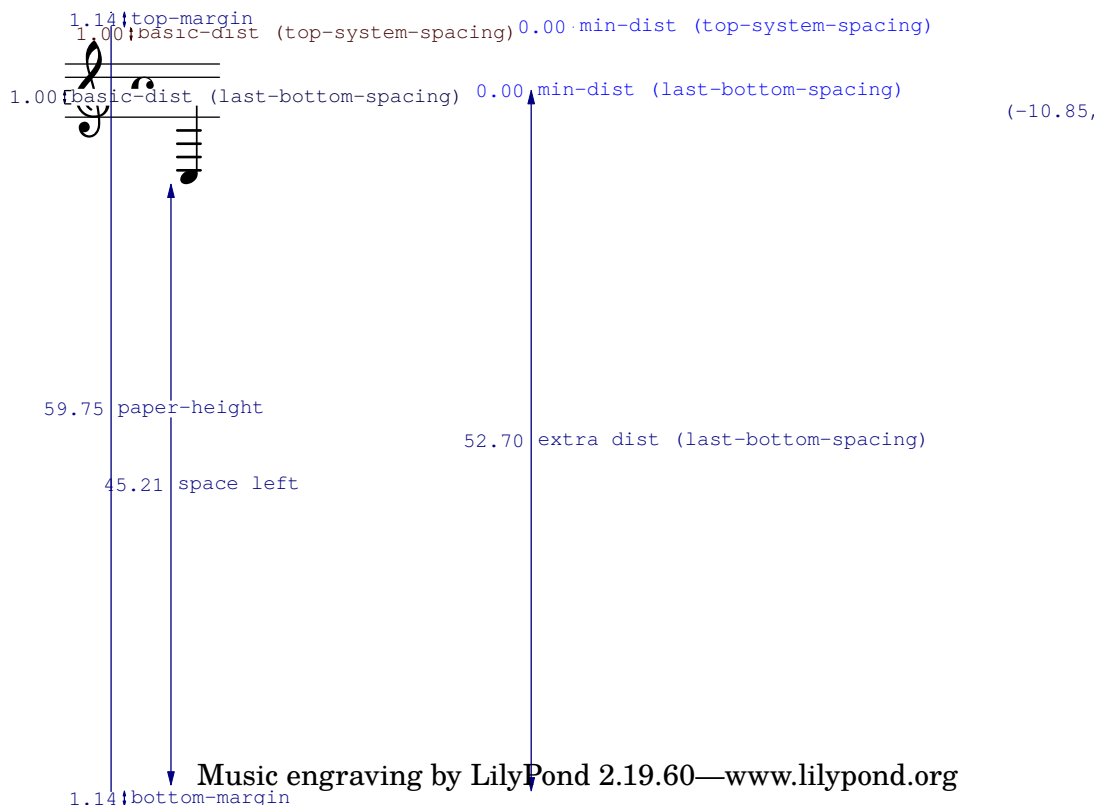 1.14 top-margin
0.00 min-dist (top-system-spacing)
1.00 basic-dist (top-system-spacing)
0.00 min-dist (last-bottom-spacing)
1.00 basic-dist (last-bottom-spacing)
(-10.85,
59.75 paper-height
52.70 extra dist (last-bottom-spacing)
45.21 space left
Music engraving by LilyPond 2.19.60—www.lilypond.org
1.14 bottom-margin